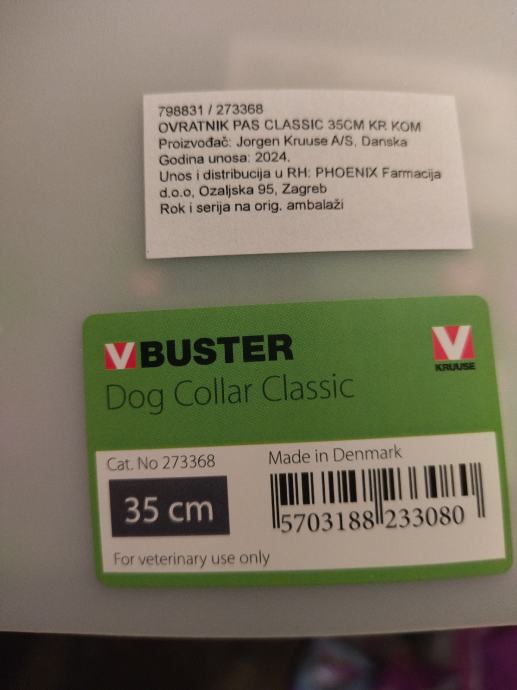 798831 / 273368
OVRATNIK PAS CLASSIC 35CM KR. KOM
Proizvođač: Jorgen Kruuse A/S, Danska
Godina unosa: 2024.
Unos i distribucija u RH: PHOENIX Farmacija
d.o.o, Ozaljska 95, Zagreb
Rok i serija na orig. ambalaži
BUSTER
KRUUSE
Dog Collar Classic
Cat. No 273368
Made in Denmark
35 cm
5703188 233080
For veterinary use only